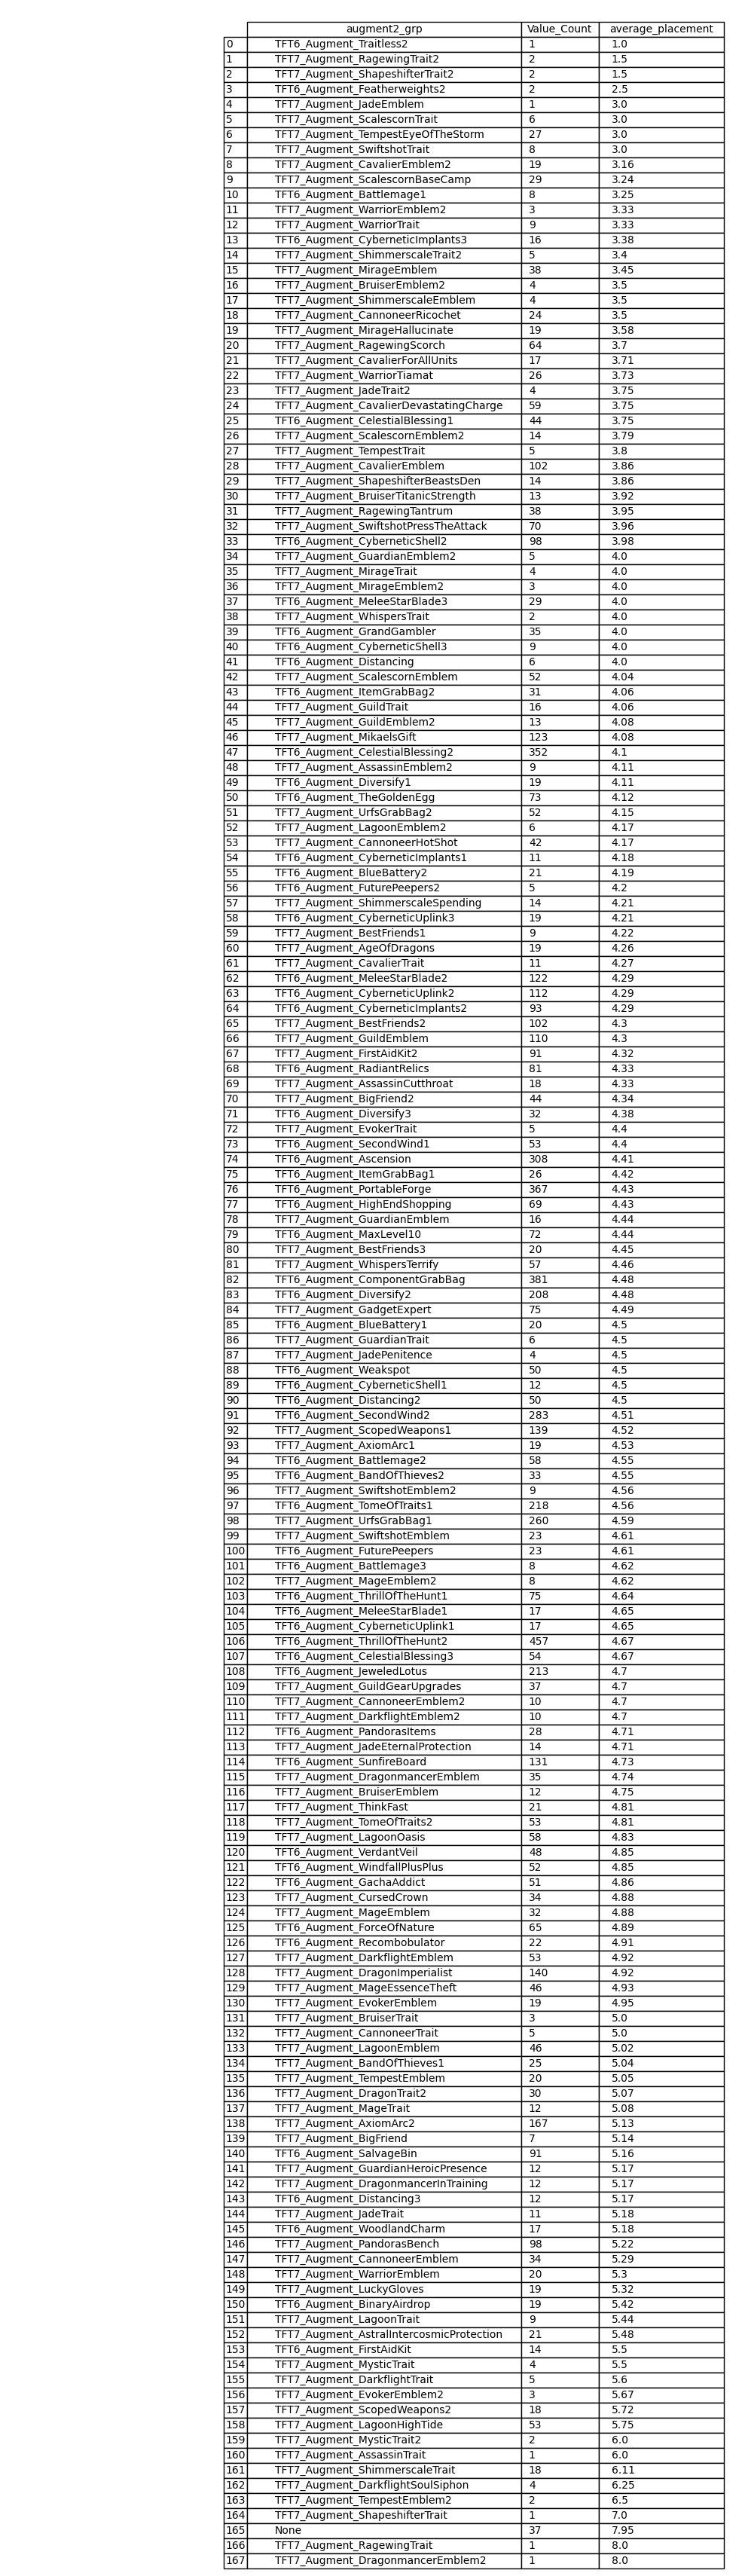 augment2_grp Value_Count average_placement
0 TFT6_Augment_Traitless2 1 1.0
1 TFT7_Augment_RagewingTrait2 2 1.5
2 TFT7_Augment_ShapeshifterTrait2 2 1.5
3 TFT6_Augment_Featherweights2 2 2.5
4 TFT7_Augment_JadeEmblem 1 3.0
5 TFT7_Augment_ScalescornTrait 6 3.0
6 TFT7_Augment_TempestEyeOfTheStorm 27 3.0
7 TFT7_Augment_SwiftshotTrait 8 3.0
8 TFT7_Augment_CavalierEmblem2 19 3.16
9 TFT7_Augment_ScalescornBaseCamp 29 3.24
10 TFT6_Augment_Battlemage1 8 3.25
11 TFT7_Augment_WarriorEmblem2 3 3.33
12 TFT7_Augment_WarriorTrait 9 3.33
13 TFT6_Augment_CyberneticImplants3 16 3.38
14 TFT7_Augment_ShimmerscaleTrait2 5 3.4
15 TFT7_Augment_MirageEmblem 38 3.45
16 TFT7_Augment_BruiserEmblem2 4 3.5
17 TFT7_Augment_ShimmerscaleEmblem 4 3.5
18 TFT7_Augment_CannoneerRicochet 24 3.5
19 TFT7_Augment_MirageHallucinate 19 3.58
20 TFT7_Augment_RagewingScorch 64 3.7
21 TFT7_Augment_CavalierForAllUnits 17 3.71
22 TFT7_Augment_WarriorTiamat 26 3.73
23 TFT7_Augment_JadeTrait2 4 3.75
24 TFT7_Augment_CavalierDevastatingCharge 59 3.75
25 TFT6_Augment_CelestialBlessing1 44 3.75
26 TFT7_Augment_ScalescornEmblem2 14 3.79
27 TFT7_Augment_TempestTrait 5 3.8
28 TFT7_Augment_CavalierEmblem 102 3.86
29 TFT7_Augment_ShapeshifterBeastsDen 14 3.86
30 TFT7_Augment_BruiserTitanicStrength 13 3.92
31 TFT7_Augment_RagewingTantrum 38 3.95
32 TFT7_Augment_SwiftshotPressTheAttack 70 3.96
33 TFT6_Augment_CyberneticShell2 98 3.98
34 TFT7_Augment_GuardianEmblem2 5 4.0
35 TFT7_Augment_MirageTrait 4 4.0
36 TFT7_Augment_MirageEmblem2 3 4.0
37 TFT6_Augment_MeleeStarBlade3 29 4.0
38 TFT7_Augment_WhispersTrait 2 4.0
39 TFT6_Augment_GrandGambler 35 4.0
40 TFT6_Augment_CyberneticShell3 9 4.0
41 TFT6_Augment_Distancing 6 4.0
42 TFT7_Augment_ScalescornEmblem 52 4.04
43 TFT6_Augment_ItemGrabBag2 31 4.06
44 TFT7_Augment_GuildTrait 16 4.06
45 TFT7_Augment_GuildEmblem2 13 4.08
46 TFT7_Augment_MikaelsGift 123 4.08
47 TFT6_Augment_CelestialBlessing2 352 4.1
48 TFT7_Augment_AssassinEmblem2 9 4.11
49 TFT6_Augment_Diversify1 19 4.11
50 TFT6_Augment_TheGoldenEgg 73 4.12
51 TFT7_Augment_UrfsGrabBag2 52 4.15
52 TFT7_Augment_LagoonEmblem2 6 4.17
53 TFT7_Augment_CannoneerHotShot 42 4.17
54 TFT6_Augment_CyberneticImplants1 11 4.18
55 TFT6_Augment_BlueBattery2 21 4.19
56 TFT6_Augment_FuturePeepers2 5 4.2
57 TFT7_Augment_ShimmerscaleSpending 14 4.21
58 TFT6_Augment_CyberneticUplink3 19 4.21
59 TFT7_Augment_BestFriends1 9 4.22
60 TFT7_Augment_AgeOfDragons 19 4.26
61 TFT7_Augment_CavalierTrait 11 4.27
62 TFT6_Augment_MeleeStarBlade2 122 4.29
63 TFT6_Augment_CyberneticUplink2 112 4.29
64 TFT6_Augment_CyberneticImplants2 93 4.29
65 TFT7_Augment_BestFriends2 102 4.3
66 TFT7_Augment_GuildEmblem 110 4.3
67 TFT7_Augment_FirstAidKit2 91 4.32
68 TFT6_Augment_RadiantRelics 81 4.33
69 TFT7_Augment_AssassinCutthroat 18 4.33
70 TFT7_Augment_BigFriend2 44 4.34
71 TFT6_Augment_Diversify3 32 4.38
72 TFT7_Augment_EvokerTrait 5 4.4
73 TFT6_Augment_SecondWind1 53 4.4
74 TFT6_Augment_Ascension 308 4.41
75 TFT6_Augment_ItemGrabBag1 26 4.42
76 TFT6_Augment_PortableForge 367 4.43
77 TFT6_Augment_HighEndShopping 69 4.43
78 TFT7_Augment_GuardianEmblem 16 4.44
79 TFT6_Augment_MaxLevel10 72 4.44
80 TFT7_Augment_BestFriends3 20 4.45
81 TFT7_Augment_WhispersTerrify 57 4.46
82 TFT6_Augment_ComponentGrabBag 381 4.48
83 TFT6_Augment_Diversify2 208 4.48
84 TFT7_Augment_GadgetExpert 75 4.49
85 TFT6_Augment_BlueBattery1 20 4.5
86 TFT7_Augment_GuardianTrait 6 4.5
87 TFT7_Augment_JadePenitence 4 4.5
88 TFT6_Augment_Weakspot 50 4.5
89 TFT6_Augment_CyberneticShell1 12 4.5
90 TFT6_Augment_Distancing2 50 4.5
91 TFT6_Augment_SecondWind2 283 4.51
92 TFT7_Augment_ScopedWeapons1 139 4.52
93 TFT7_Augment_AxiomArc1 19 4.53
94 TFT6_Augment_Battlemage2 58 4.55
95 TFT6_Augment_BandOfThieves2 33 4.55
96 TFT7_Augment_SwiftshotEmblem2 9 4.56
97 TFT6_Augment_TomeOfTraits1 218 4.56
98 TFT7_Augment_UrfsGrabBag1 260 4.59
99 TFT7_Augment_SwiftshotEmblem 23 4.61
100 TFT6_Augment_FuturePeepers 23 4.61
101 TFT6_Augment_Battlemage3 8 4.62
102 TFT7_Augment_MageEmblem2 8 4.62
103 TFT6_Augment_ThrillOfTheHunt1 75 4.64
104 TFT6_Augment_MeleeStarBlade1 17 4.65
105 TFT6_Augment_CyberneticUplink1 17 4.65
106 TFT6_Augment_ThrillOfTheHunt2 457 4.67
107 TFT6_Augment_CelestialBlessing3 54 4.67
108 TFT6_Augment_JeweledLotus 213 4.7
109 TFT7_Augment_GuildGearUpgrades 37 4.7
110 TFT7_Augment_CannoneerEmblem2 10 4.7
111 TFT7_Augment_DarkflightEmblem2 10 4.7
112 TFT6_Augment_PandorasItems 28 4.71
113 TFT7_Augment_JadeEternalProtection 14 4.71
114 TFT6_Augment_SunfireBoard 131 4.73
115 TFT7_Augment_DragonmancerEmblem 35 4.74
116 TFT7_Augment_BruiserEmblem 12 4.75
117 TFT7_Augment_ThinkFast 21 4.81
118 TFT7_Augment_TomeOfTraits2 53 4.81
119 TFT7_Augment_LagoonOasis 58 4.83
120 TFT6_Augment_VerdantVeil 48 4.85
121 TFT6_Augment_WindfallPlusPlus 52 4.85
122 TFT6_Augment_GachaAddict 51 4.86
123 TFT7_Augment_CursedCrown 34 4.88
124 TFT7_Augment_MageEmblem 32 4.88
125 TFT6_Augment_ForceOfNature 65 4.89
126 TFT6_Augment_Recombobulator 22 4.91
127 TFT7_Augment_DarkflightEmblem 53 4.92
128 TFT7_Augment_DragonImperialist 140 4.92
129 TFT7_Augment_MageEssenceTheft 46 4.93
130 TFT7_Augment_EvokerEmblem 19 4.95
131 TFT7_Augment_BruiserTrait 3 5.0
132 TFT7_Augment_CannoneerTrait 5 5.0
133 TFT7_Augment_LagoonEmblem 46 5.02
134 TFT7_Augment_BandOfThieves1 25 5.04
135 TFT7_Augment_TempestEmblem 20 5.05
136 TFT7_Augment_DragonTrait2 30 5.07
137 TFT7_Augment_MageTrait 12 5.08
138 TFT7_Augment_AxiomArc2 167 5.13
139 TFT7_Augment_BigFriend 7 5.14
140 TFT6_Augment_SalvageBin 91 5.16
141 TFT7_Augment_GuardianHeroicPresence 12 5.17
142 TFT7_Augment_DragonmancerInTraining 12 5.17
143 TFT6_Augment_Distancing3 12 5.17
144 TFT7_Augment_JadeTrait 11 5.18
145 TFT6_Augment_WoodlandCharm 17 5.18
146 TFT7_Augment_PandorasBench 98 5.22
147 TFT7_Augment_CannoneerEmblem 34 5.29
148 TFT7_Augment_WarriorEmblem 20 5.3
149 TFT7_Augment_LuckyGloves 19 5.32
150 TFT6_Augment_BinaryAirdrop 19 5.42
151 TFT7_Augment_LagoonTrait 9 5.44
152 TFT7_Augment_AstralIntercosmicProtection 21 5.48
153 TFT6_Augment_FirstAidKit 14 5.5
154 TFT7_Augment_MysticTrait 4 5.5
155 TFT7_Augment_DarkflightTrait 5 5.6
156 TFT7_Augment_EvokerEmblem2 3 5.67
157 TFT7_Augment_ScopedWeapons2 18 5.72
158 TFT7_Augment_LagoonHighTide 53 5.75
159 TFT7_Augment_MysticTrait2 2 6.0
160 TFT7_Augment_AssassinTrait 1 6.0
161 TFT7_Augment_ShimmerscaleTrait 18 6.11
162 TFT7_Augment_DarkflightSoulSiphon 4 6.25
163 TFT7_Augment_TempestEmblem2 2 6.5
164 TFT7_Augment_ShapeshifterTrait 1 7.0
165 None 37 7.95
166 TFT7_Augment_RagewingTrait 1 8.0
167 TFT7_Augment_DragonmancerEmblem2 1 8.0